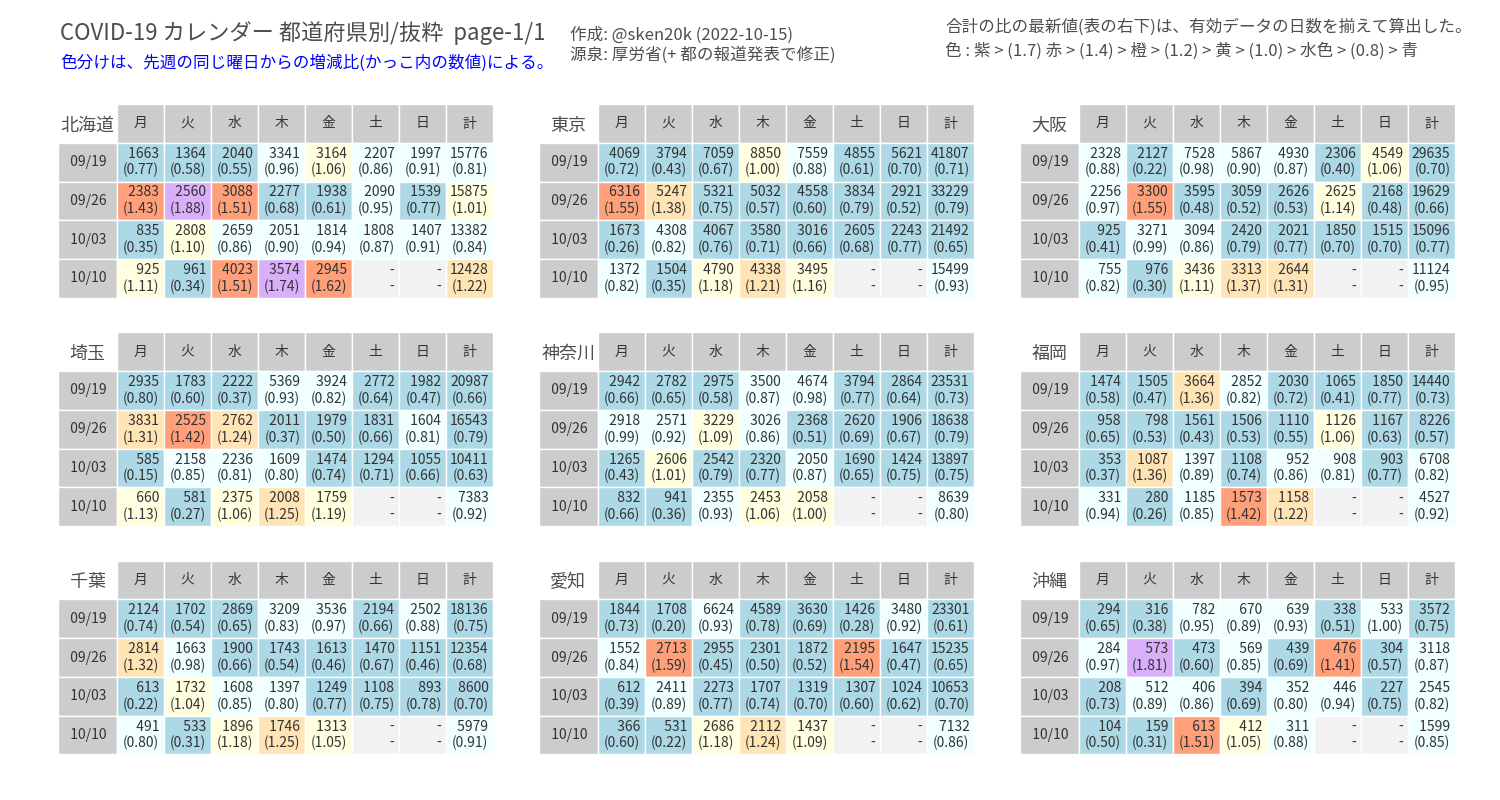 COVID-19 カレンダー 都道府県別/抜粋 page-1/1
色分けは、先週の同じ曜日からの増減比(かっこ内の数値)による。
作成: @sken20k (2022-10-15)
源泉: 厚労省(+ 都の報道発表で修正)
合計の比の最新値(表の右下)は、有効データの日数を揃えて算出した。
色 : 紫 > (1.7) 赤 > (1.4) > 橙 > (1.2) > 黄 > (1.0) > 水色 > (0.8) > 青
北海道 月 火 水 木 金 土 日 計
09/19 1663 1364 2040 3341 3164 2207 1997 15776
(0.77) (0.58) (0.55) (0.96) (1.06) (0.86) (0.91) (0.81)
09/26 2383 2560 3088 2277 1938 2090 1539 15875
(1.43) (1.88) (1.51) (0.68) (0.61) (0.95) (0.77) (1.01)
10/03 835 2808 2659 2051 1814 1808 1407 13382
(0.35) (1.10) (0.86) (0.90) (0.94) (0.87) (0.91) (0.84)
10/10 925 961 4023 3574 2945 - - 12428
(1.11) (0.34) (1.51) (1.74) (1.62) - - (1.22)
東京 月 火 水 木 金 土 日 計
09/19 4069 3794 7059 8850 7559 4855 5621 41807
(0.72) (0.43) (0.67) (1.00) (0.88) (0.61) (0.70) (0.71)
09/26 6316 5247 5321 5032 4558 3834 2921 33229
(1.55) (1.38) (0.75) (0.57) (0.60) (0.79) (0.52) (0.79)
10/03 1673 4308 4067 3580 3016 2605 2243 21492
(0.26) (0.82) (0.76) (0.71) (0.66) (0.68) (0.77) (0.65)
10/10 1372 1504 4790 4338 3495 - - 15499
(0.82) (0.35) (1.18) (1.21) (1.16) - - (0.93)
大阪 月 火 水 木 金 土 日 計
09/19 2328 2127 7528 5867 4930 2306 4549 29635
(0.88) (0.22) (0.98) (0.90) (0.87) (0.40) (1.06) (0.70)
09/26 2256 3300 3595 3059 2626 2625 2168 19629
(0.97) (1.55) (0.48) (0.52) (0.53) (1.14) (0.48) (0.66)
10/03 925 3271 3094 2420 2021 1850 1515 15096
(0.41) (0.99) (0.86) (0.79) (0.77) (0.70) (0.70) (0.77)
10/10 755 976 3436 3313 2644 - - 11124
(0.82) (0.30) (1.11) (1.37) (1.31) - - (0.95)
埼玉 月 火 水 木 金 土 日 計
09/19 2935 1783 2222 5369 3924 2772 1982 20987
(0.80) (0.60) (0.37) (0.93) (0.82) (0.64) (0.47) (0.66)
09/26 3831 2525 2762 2011 1979 1831 1604 16543
(1.31) (1.42) (1.24) (0.37) (0.50) (0.66) (0.81) (0.79)
10/03 585 2158 2236 1609 1474 1294 1055 10411
(0.15) (0.85) (0.81) (0.80) (0.74) (0.71) (0.66) (0.63)
10/10 660 581 2375 2008 1759 - - 7383
(1.13) (0.27) (1.06) (1.25) (1.19) - - (0.92)
神奈川 月 火 水 木 金 土 日 計
09/19 2942 2782 2975 3500 4674 3794 2864 23531
(0.66) (0.65) (0.58) (0.87) (0.98) (0.77) (0.64) (0.73)
09/26 2918 2571 3229 3026 2368 2620 1906 18638
(0.99) (0.92) (1.09) (0.86) (0.51) (0.69) (0.67) (0.79)
10/03 1265 2606 2542 2320 2050 1690 1424 13897
(0.43) (1.01) (0.79) (0.77) (0.87) (0.65) (0.75) (0.75)
10/10 832 941 2355 2453 2058 - - 8639
(0.66) (0.36) (0.93) (1.06) (1.00) - - (0.80)
福岡 月 火 水 木 金 土 日 計
09/19 1474 1505 3664 2852 2030 1065 1850 14440
(0.58) (0.47) (1.36) (0.82) (0.72) (0.41) (0.77) (0.73)
09/26 958 798 1561 1506 1110 1126 1167 8226
(0.65) (0.53) (0.43) (0.53) (0.55) (1.06) (0.63) (0.57)
10/03 353 1087 1397 1108 952 908 903 6708
(0.37) (1.36) (0.89) (0.74) (0.86) (0.81) (0.77) (0.82)
10/10 331 280 1185 1573 1158 - - 4527
(0.94) (0.26) (0.85) (1.42) (1.22) - - (0.92)
千葉 月 火 水 木 金 土 日 計
09/19 2124 1702 2869 3209 3536 2194 2502 18136
(0.74) (0.54) (0.65) (0.83) (0.97) (0.66) (0.88) (0.75)
09/26 2814 1663 1900 1743 1613 1470 1151 12354
(1.32) (0.98) (0.66) (0.54) (0.46) (0.67) (0.46) (0.68)
10/03 613 1732 1608 1397 1249 1108 893 8600
(0.22) (1.04) (0.85) (0.80) (0.77) (0.75) (0.78) (0.70)
10/10 491 533 1896 1746 1313 - - 5979
(0.80) (0.31) (1.18) (1.25) (1.05) - - (0.91)
愛知 月 火 水 木 金 土 日 計
09/19 1844 1708 6624 4589 3630 1426 3480 23301
(0.73) (0.20) (0.93) (0.78) (0.69) (0.28) (0.92) (0.61)
09/26 1552 2713 2955 2301 1872 2195 1647 15235
(0.84) (1.59) (0.45) (0.50) (0.52) (1.54) (0.47) (0.65)
10/03 612 2411 2273 1707 1319 1307 1024 10653
(0.39) (0.89) (0.77) (0.74) (0.70) (0.60) (0.62) (0.70)
10/10 366 531 2686 2112 1437 - - 7132
(0.60) (0.22) (1.18) (1.24) (1.09) - - (0.86)
沖縄 月 火 水 木 金 土 日 計
09/19 294 316 782 670 639 338 533 3572
(0.65) (0.38) (0.95) (0.89) (0.93) (0.51) (1.00) (0.75)
09/26 284 573 473 569 439 476 304 3118
(0.97) (1.81) (0.60) (0.85) (0.69) (1.41) (0.57) (0.87)
10/03 208 512 406 394 352 446 227 2545
(0.73) (0.89) (0.86) (0.69) (0.80) (0.94) (0.75) (0.82)
10/10 104 159 613 412 311 - - 1599
(0.50) (0.31) (1.51) (1.05) (0.88) - - (0.85)